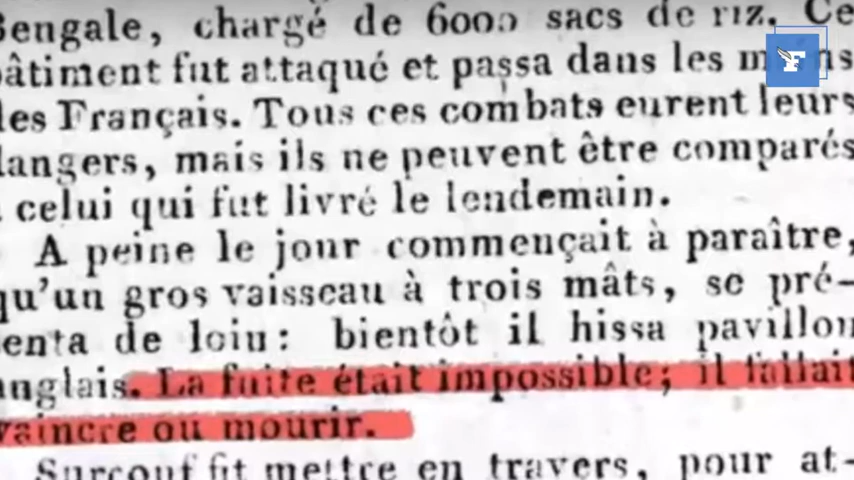 Bengale, chargé de 6000 sacs de riz. Ce
bâtiment fut attaqué et passa dans les mains
les Français. Tous ces combats eurent leurs
dangers, mais ils ne peuvent être comparés
à celui qui fut livré le lendemain.
A peine le jour commençait à paraître,
qu'un gros vaisseau à trois mâts, se pré-
senta de loin: bientôt il hissa pavillon
anglais. La fuite était impossible; il fallait
vaincre ou mourir.
Surcouf fit mettre en travers, pour at-
F